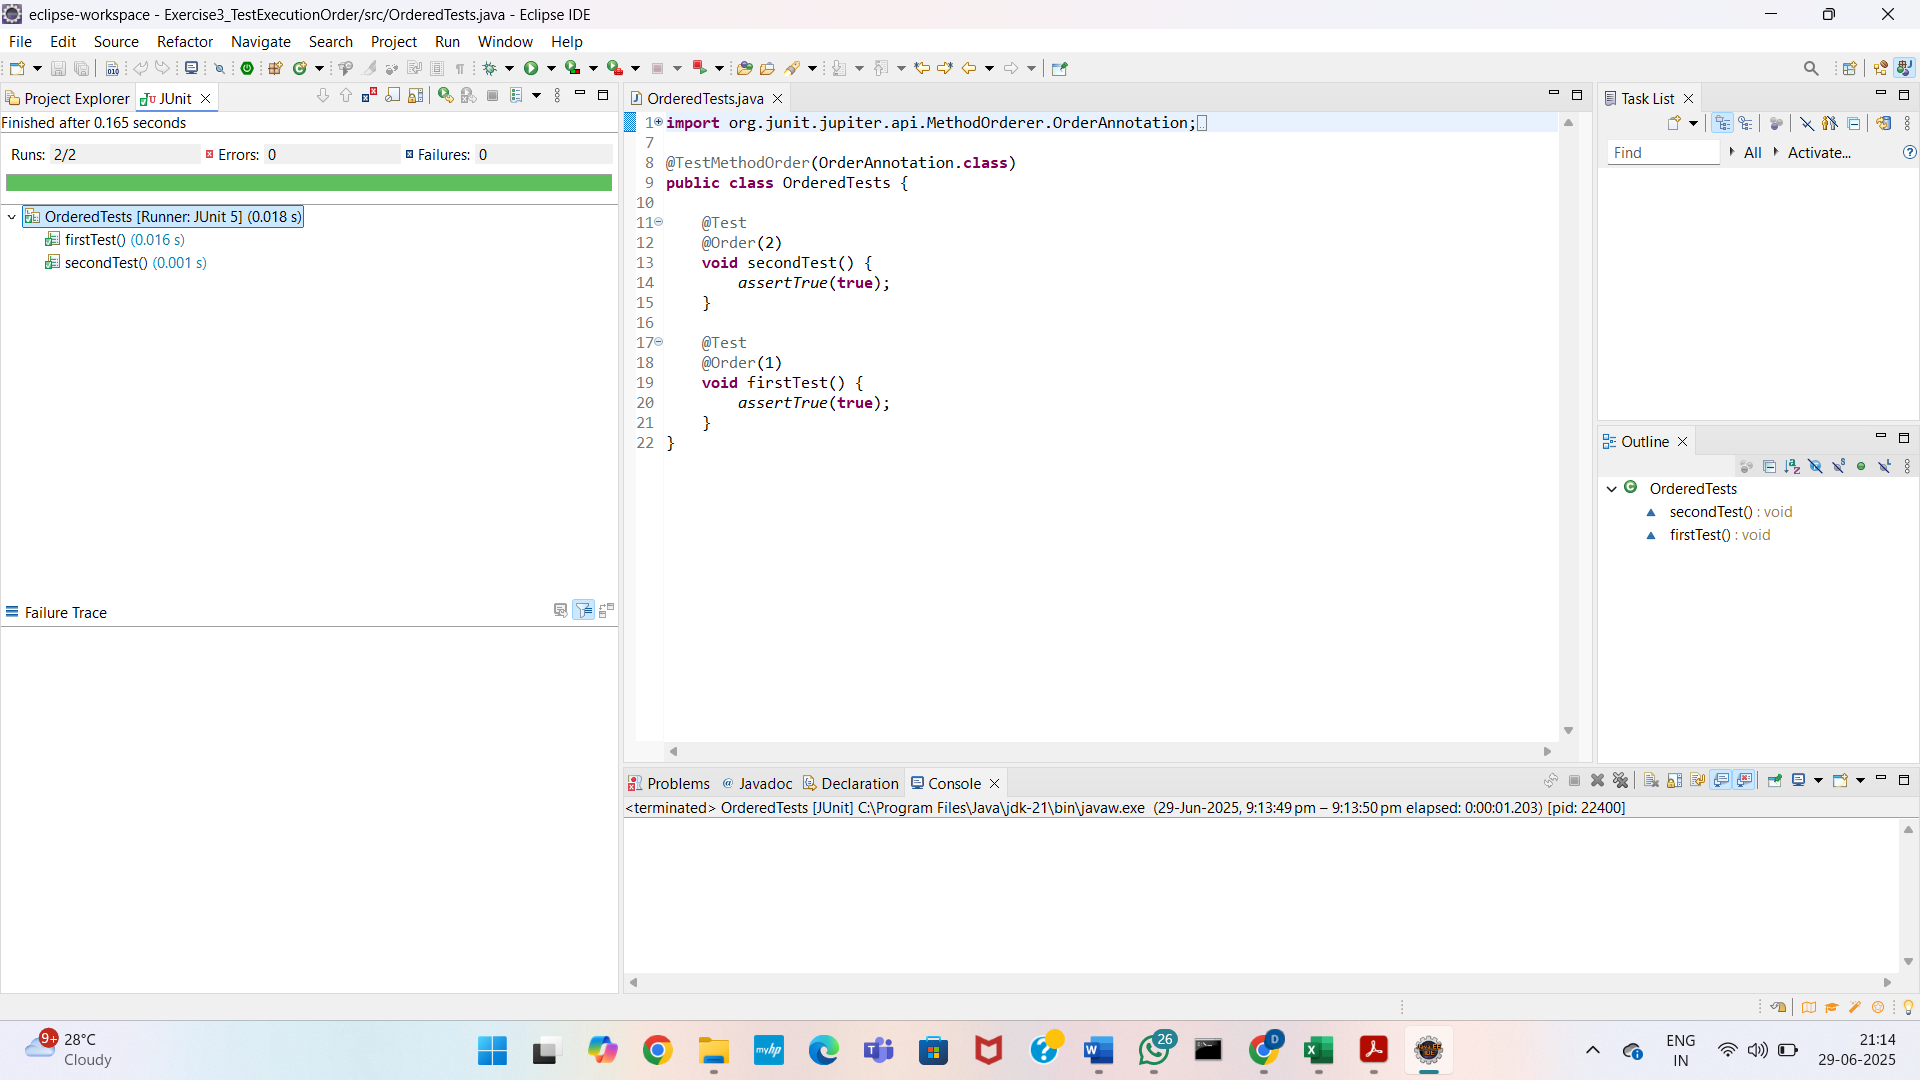 eclipse-workspace - Exercise3_TestExecutionOrder/src/OrderedTests.java - Eclipse IDE
File Edit Source Refactor Navigate Search Project Run Window Help
Project Explorer JUnit
Finished after 0.165 seconds
Runs: 2/2 Errors: 0 Failures: 0
OrderedTests [Runner: JUnit 5] (0.018 s)
firstTest() (0.016 s)
secondTest() (0.001 s)
Failure Trace
OrderedTests.java
1 import org.junit.jupiter.api.MethodOrderer.OrderAnnotation;
7
8 @TestMethodOrder(OrderAnnotation.class)
9 public class OrderedTests {
10
11 @Test
12 @Order(2)
13 void secondTest() {
14 assertTrue(true);
15 }
16
17 @Test
18 @Order(1)
19 void firstTest() {
20 assertTrue(true);
21 }
22 }
Task List
Find All Activate...
Outline
OrderedTests
secondTest() : void
firstTest() : void
Problems Javadoc Declaration Console
<terminated> OrderedTests [JUnit] C:\Program Files\Java\jdk-21\bin\javaw.exe (29-Jun-2025, 9:13:49 pm – 9:13:50 pm elapsed: 0:00:01.203) [pid: 22400]
9+
28°C
Cloudy
myhp
26
D
ENG
IN
21:14
29-06-2025